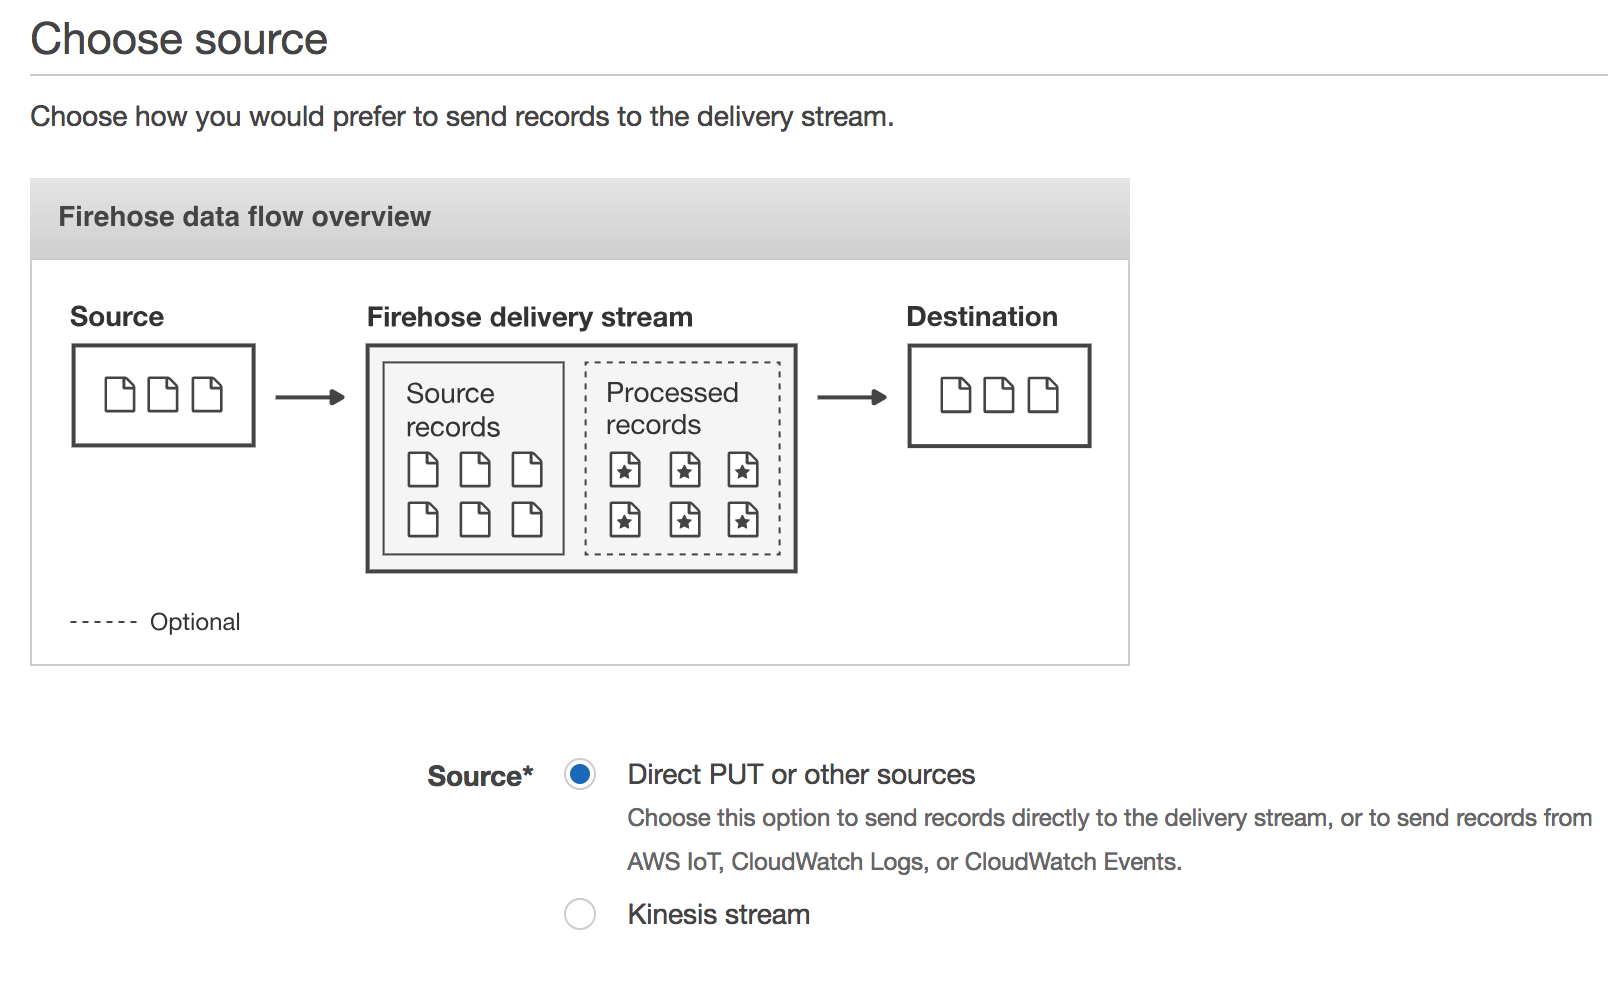 Choose source
Choose how you would prefer to send records to the delivery stream.
Firehose data flow overview
Source
Firehose delivery stream
Destination
Source
records
Processed
records
Optional
Source*
Direct PUT or other sources
Choose this option to send records directly to the delivery stream, or to send records from
AWS IoT, CloudWatch Logs, or CloudWatch Events.
Kinesis stream